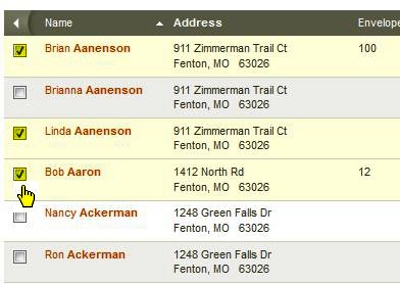 Name Address Envelope
Brian Aanenson 911 Zimmerman Trail Ct 100
Fenton, MO 63026
Brianna Aanenson 911 Zimmerman Trail Ct
Fenton, MO 63026
Linda Aanenson 911 Zimmerman Trail Ct
Fenton, MO 63026
Bob Aaron 1412 North Rd 12
Fenton, MO 63026
Nancy Ackerman 1248 Green Falls Dr
Fenton, MO 63026
Ron Ackerman 1248 Green Falls Dr
Fenton, MO 63026